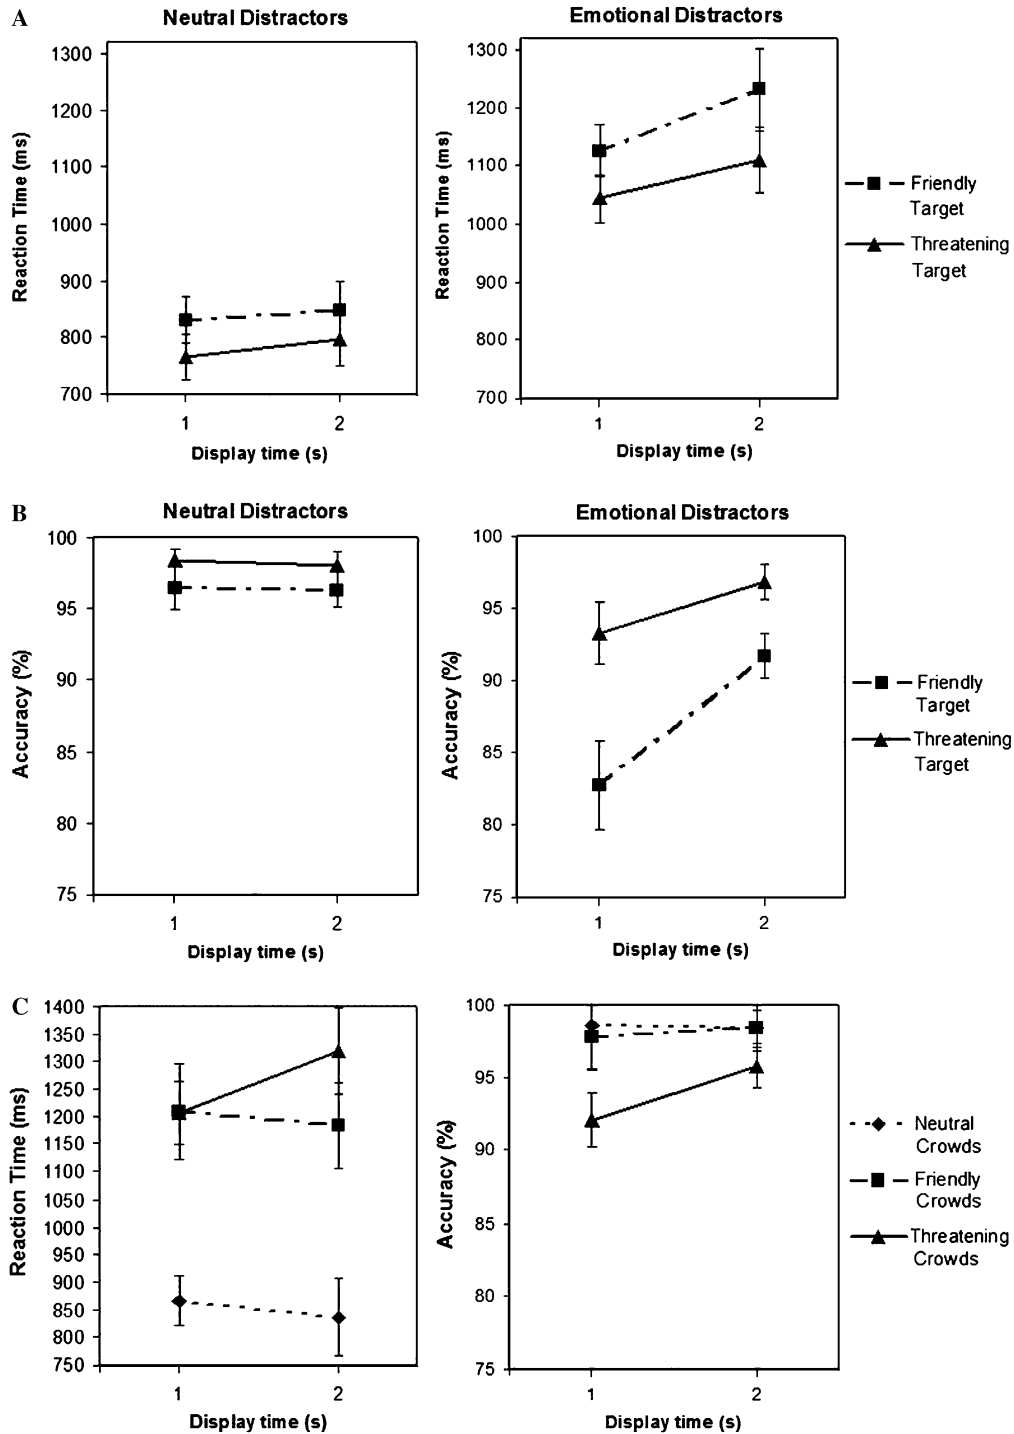 A
Neutral Distractors
Emotional Distractors
Reaction Time (ms)
1300
1200
1100
1000
900
800
700
1
2
Display time (s)
Reaction Time (ms)
1300
1200
1100
1000
900
800
700
1
2
Display time (s)
Friendly
Target
Threatening
Target
B
Neutral Distractors
Emotional Distractors
Accuracy (%)
100
95
90
85
80
75
1
2
Display time (s)
Accuracy (%)
100
95
90
85
80
75
1
2
Display time (s)
Friendly
Target
Threatening
Target
C
Reaction Time (ms)
1400
1350
1300
1250
1200
1150
1100
1050
1000
950
900
850
800
750
1
2
Display time (s)
Accuracy (%)
100
95
90
85
80
75
1
2
Display time (s)
Neutral
Crowds
Friendly
Crowds
Threatening
Crowds